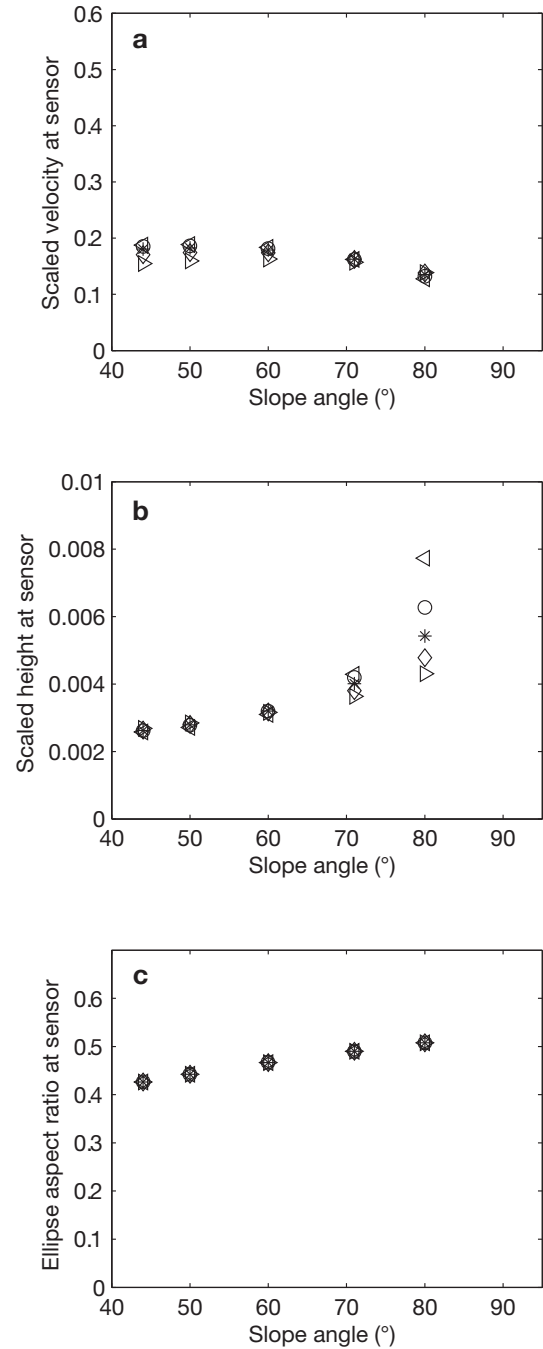 a
Scaled velocity at sensor
0.6
0.5
0.4
0.3
0.2
0.1
0
40 50 60 70 80 90
Slope angle (°)
b
Scaled height at sensor
0.01
0.008
0.006
0.004
0.002
0
40 50 60 70 80 90
Slope angle (°)
c
Ellipse aspect ratio at sensor
0.6
0.5
0.4
0.3
0.2
0.1
0
40 50 60 70 80 90
Slope angle (°)